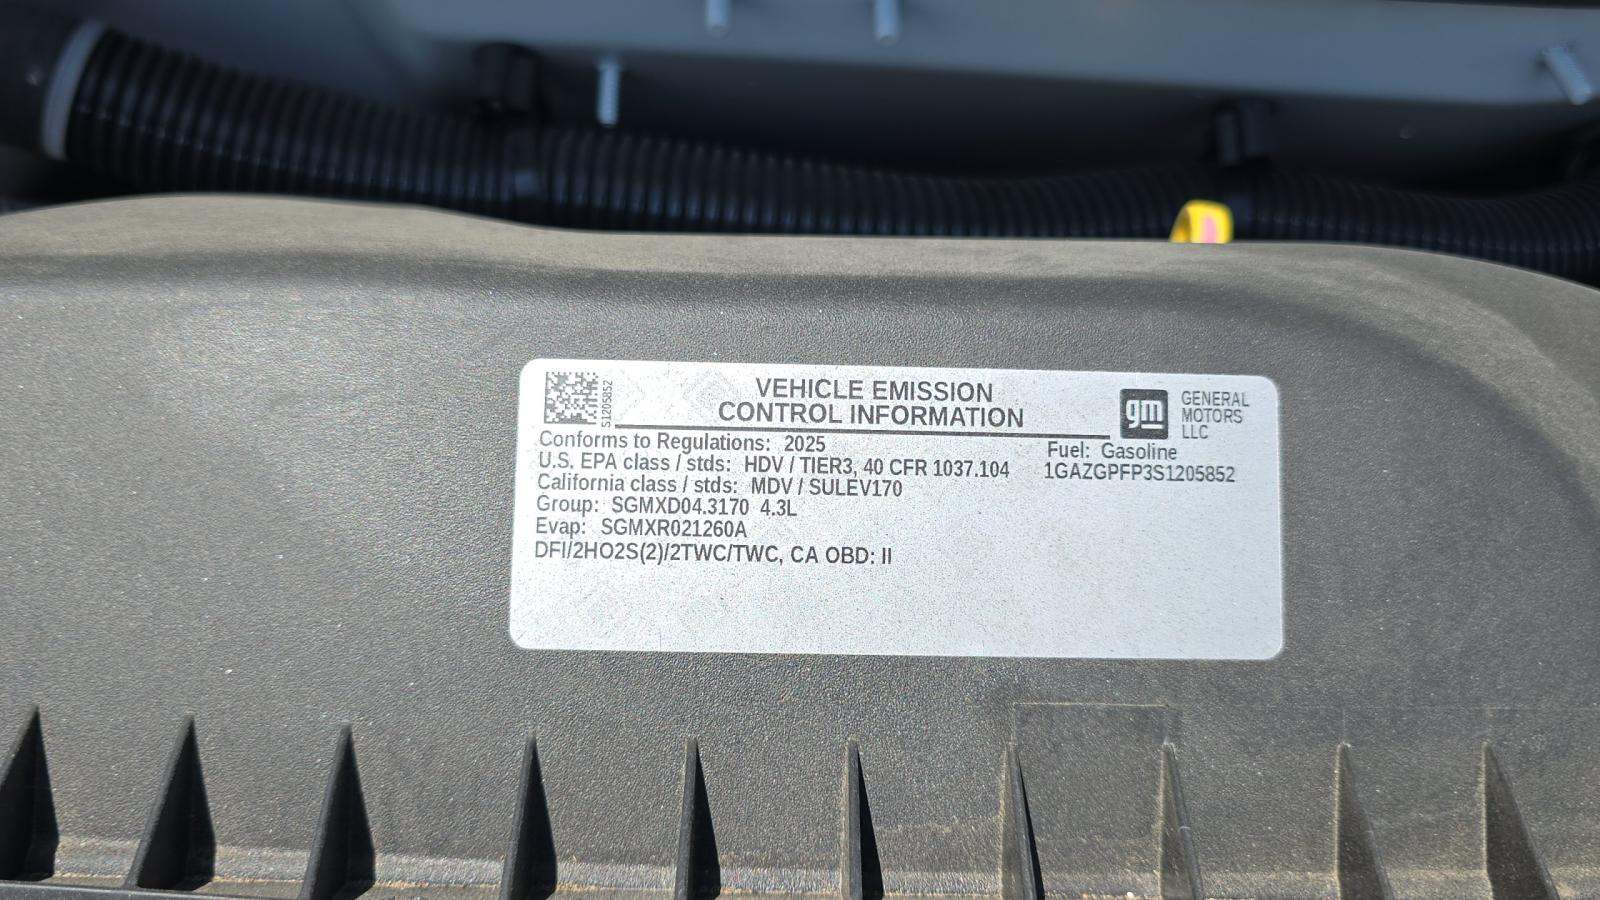 S1205852
VEHICLE EMISSION
CONTROL INFORMATION
gm
GENERAL
MOTORS
LLC
Conforms to Regulations: 2025
Fuel: Gasoline
U.S. EPA class / stds: HDV / TIER3, 40 CFR 1037.104
1GAZGPFP3S1205852
California class / stds: MDV / SULEV170
Group: SGMXD04.3170 4.3L
Evap: SGMXR021260A
DFI/2HO2S(2)/2TWC/TWC, CA OBD: II